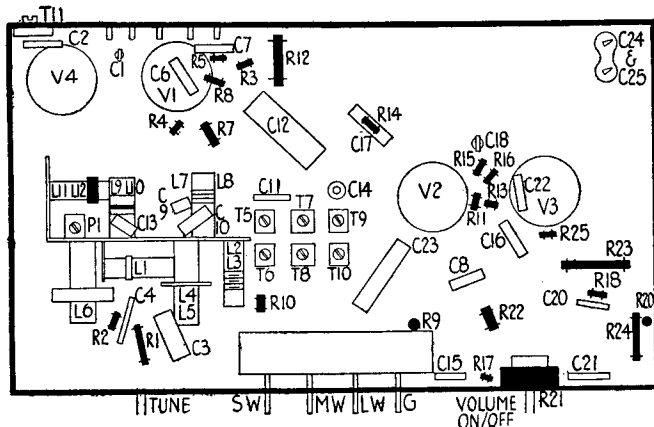 T11
C2
C1
V4
C6
V1
R5
C7
R3
R8
R12
R4
R7
C12
R14
C17
C24
&
C25
C18
R15
R16
R13
R11
V2
C22
V3
C16
R25
L11 L2
L9
L10
L7
L8
C11
C14
T7
T5
T9
P1
C13
C
9
C
10
L2
L3
T6
T8
T10
C23
C8
R23
R18
C20
R20
R24
L1
L6
C4
L4
L5
R2
R1
C3
R10
R9
R22
C15
R17
C21
R21
TUNE
SW
MW
LW
G
VOLUME
ON/OFF